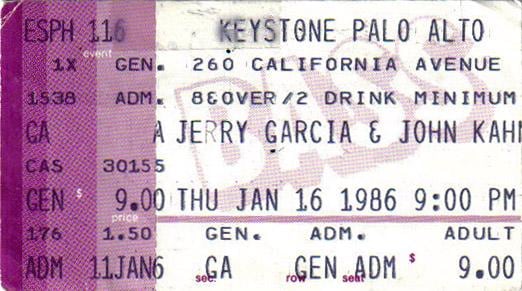 ESPH 116 KEYSTONE PALO ALTO
event
1X GEN. 260 CALIFORNIA AVENUE
1538 ADM. 8&OVER/2 DRINK MINIMUM
BASS
GA A JERRY GARCIA & JOHN KAH
CAS 30155
GEN $ 9.00 THU JAN 16 1986 9:00 PM
price
176 1.50 GEN. ADM. ADULT
ADM 11JAN6 GA GEN ADM $ 9.00
sec. row seat